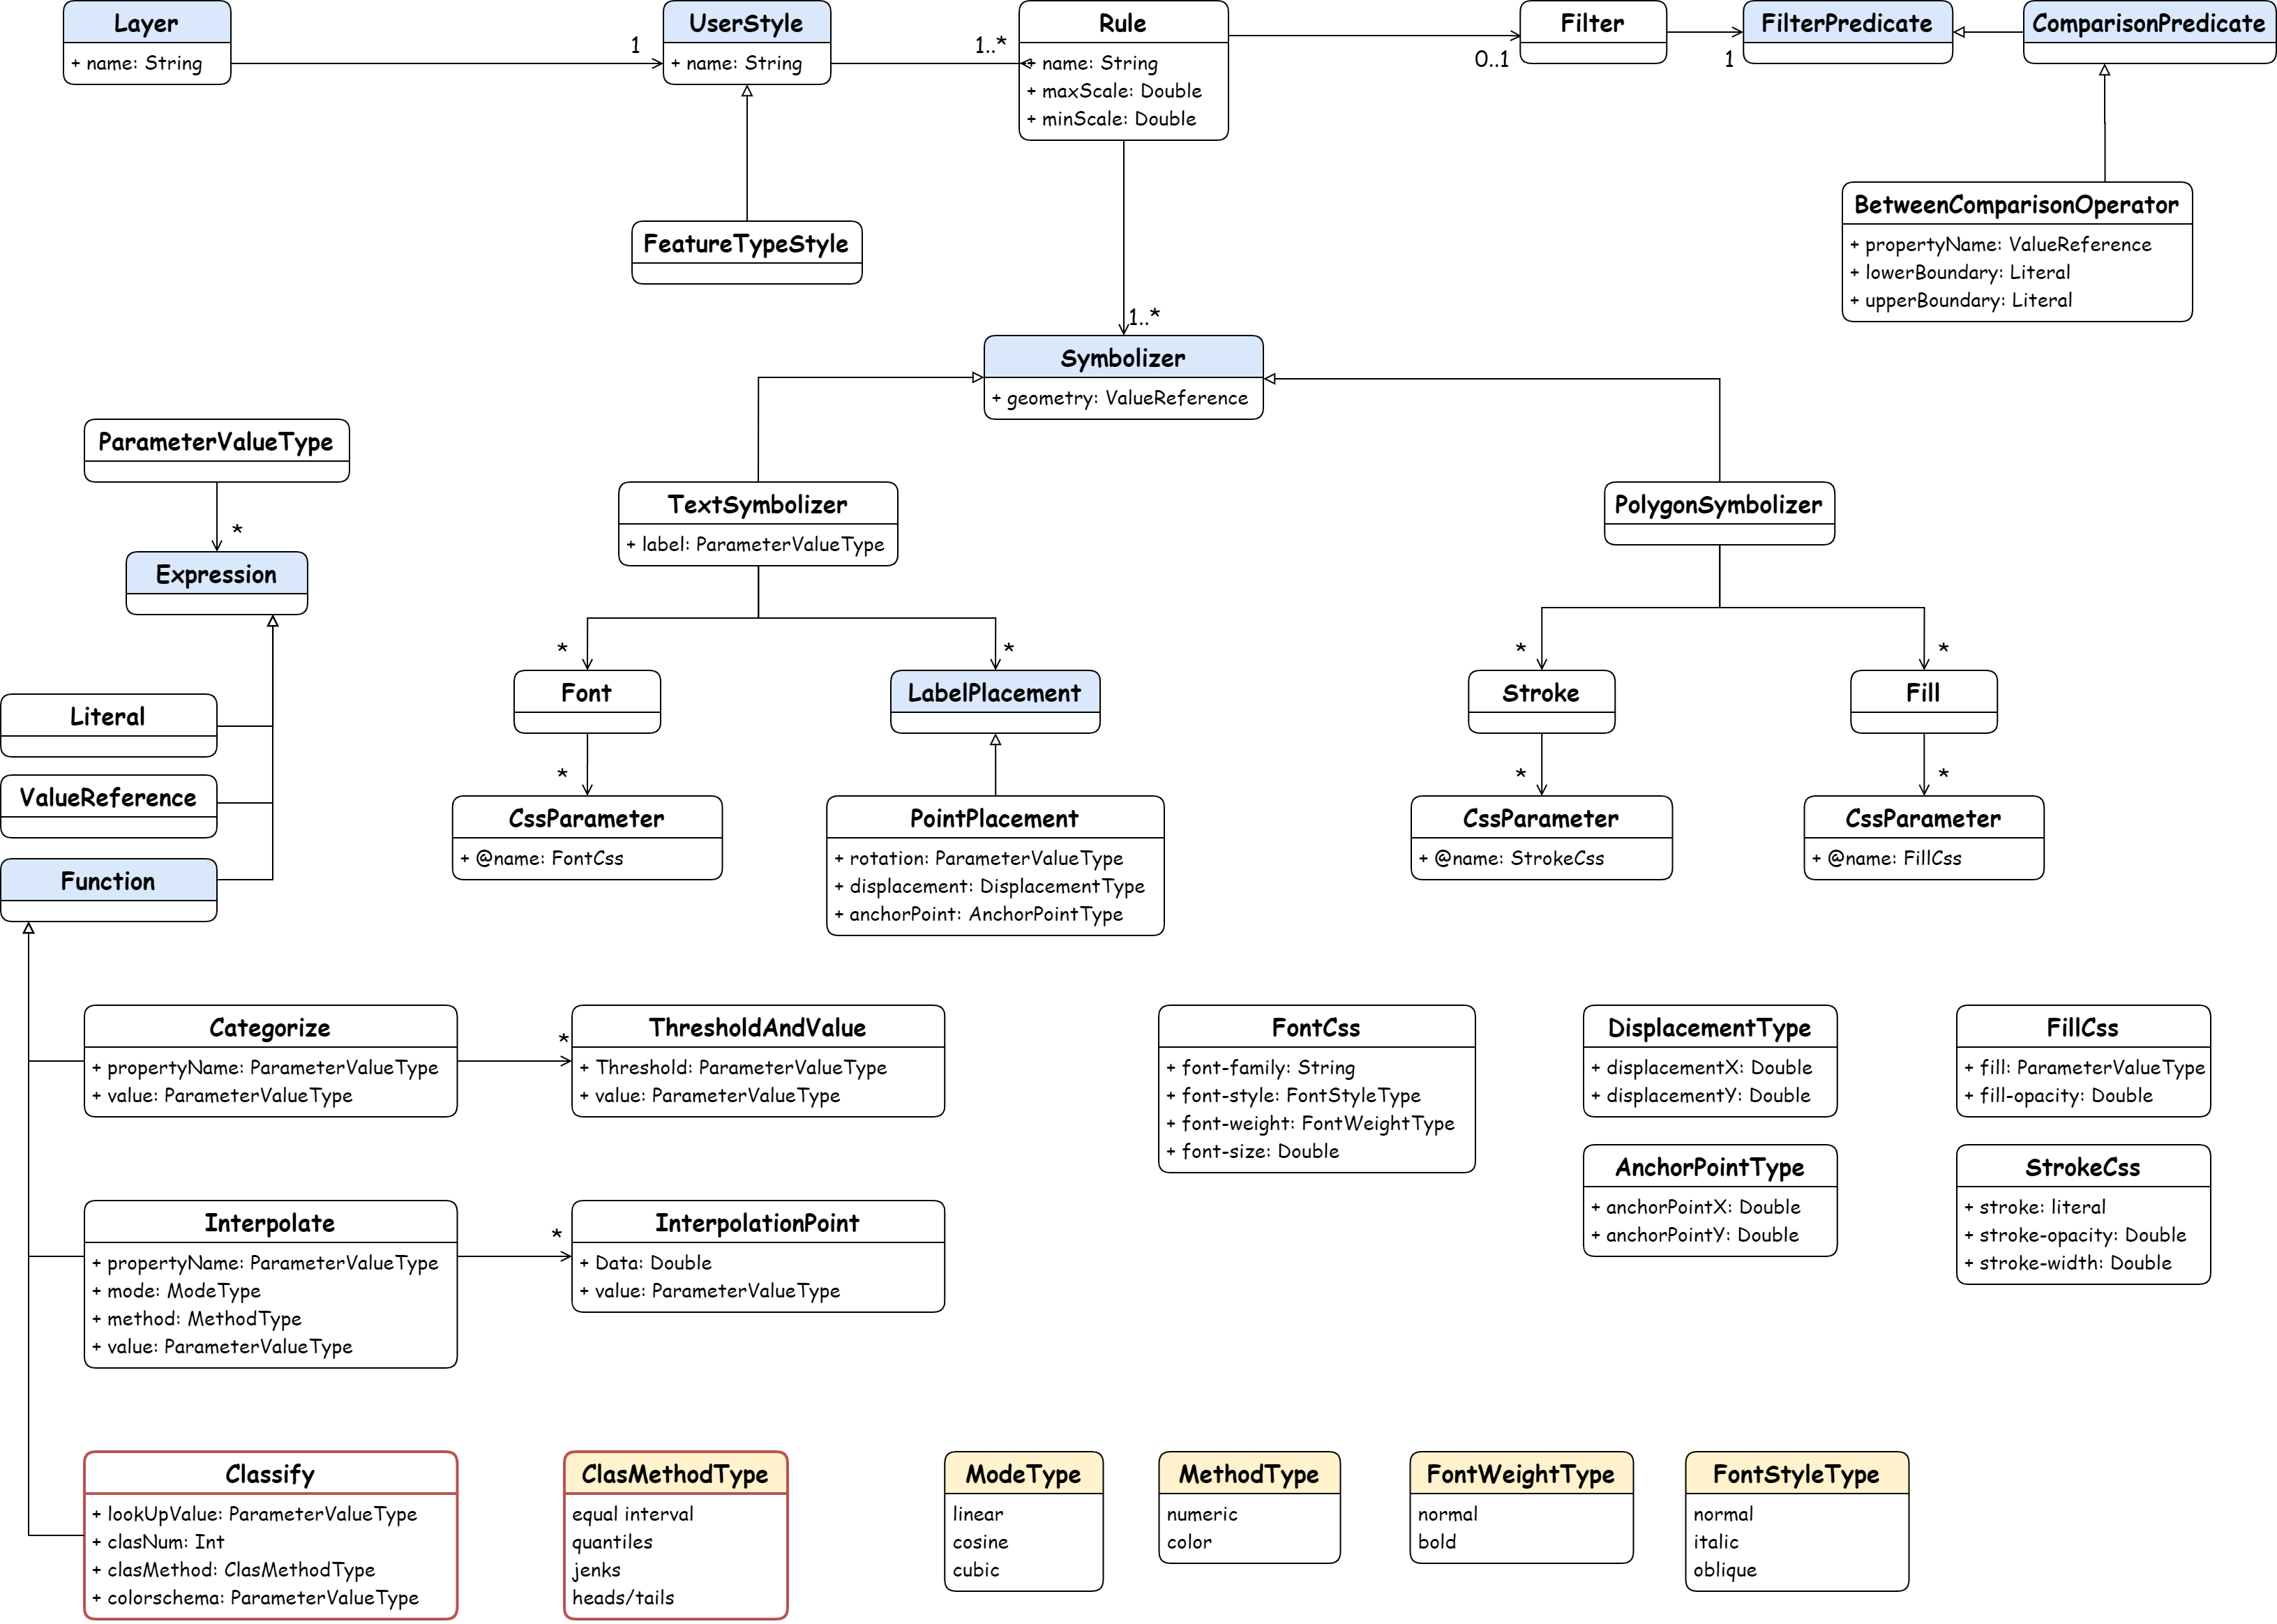 Layer
+ name: String
1
UserStyle
+ name: String
1..*
Rule
+ name: String
+ maxScale: Double
+ minScale: Double
0..1
Filter
1
FilterPredicate
ComparisonPredicate
FeatureTypeStyle
BetweenComparisonOperator
+ propertyName: ValueReference
+ lowerBoundary: Literal
+ upperBoundary: Literal
1..*
Symbolizer
+ geometry: ValueReference
ParameterValueType
*
Expression
Literal
ValueReference
Function
TextSymbolizer
+ label: ParameterValueType
*
*
Font
LabelPlacement
*
CssParameter
+ @name: FontCss
PointPlacement
+ rotation: ParameterValueType
+ displacement: DisplacementType
+ anchorPoint: AnchorPointType
PolygonSymbolizer
*
*
Stroke
Fill
*
*
CssParameter
+ @name: StrokeCss
CssParameter
+ @name: FillCss
Categorize
+ propertyName: ParameterValueType
+ value: ParameterValueType
*
ThresholdAndValue
+ Threshold: ParameterValueType
+ value: ParameterValueType
FontCss
+ font-family: String
+ font-style: FontStyleType
+ font-weight: FontWeightType
+ font-size: Double
DisplacementType
+ displacementX: Double
+ displacementY: Double
FillCss
+ fill: ParameterValueType
+ fill-opacity: Double
AnchorPointType
+ anchorPointX: Double
+ anchorPointY: Double
StrokeCss
+ stroke: literal
+ stroke-opacity: Double
+ stroke-width: Double
Interpolate
+ propertyName: ParameterValueType
+ mode: ModeType
+ method: MethodType
+ value: ParameterValueType
*
InterpolationPoint
+ Data: Double
+ value: ParameterValueType
Classify
+ lookUpValue: ParameterValueType
+ clasNum: Int
+ clasMethod: ClasMethodType
+ colorschema: ParameterValueType
ClasMethodType
equal interval
quantiles
jenks
heads/tails
ModeType
linear
cosine
cubic
MethodType
numeric
color
FontWeightType
normal
bold
FontStyleType
normal
italic
oblique